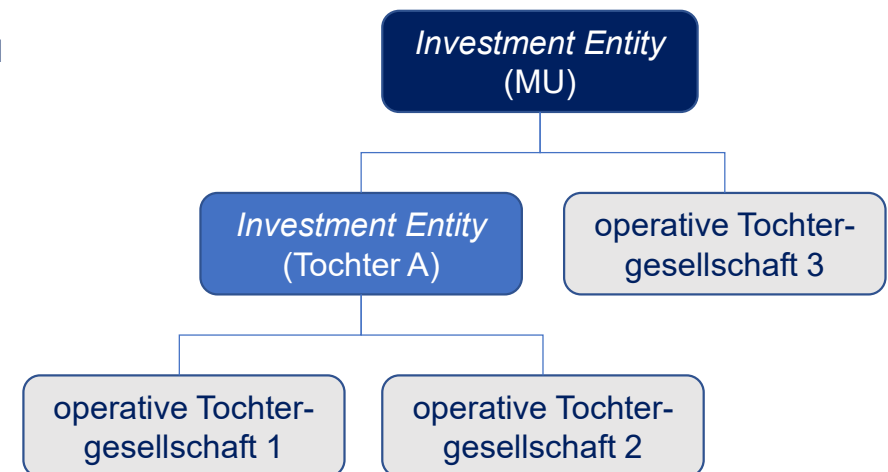 Investment Entity
(MU)
Investment Entity
(Tochter A)
operative Tochter-
gesellschaft 3
operative Tochter-
gesellschaft 1
operative Tochter-
gesellschaft 2